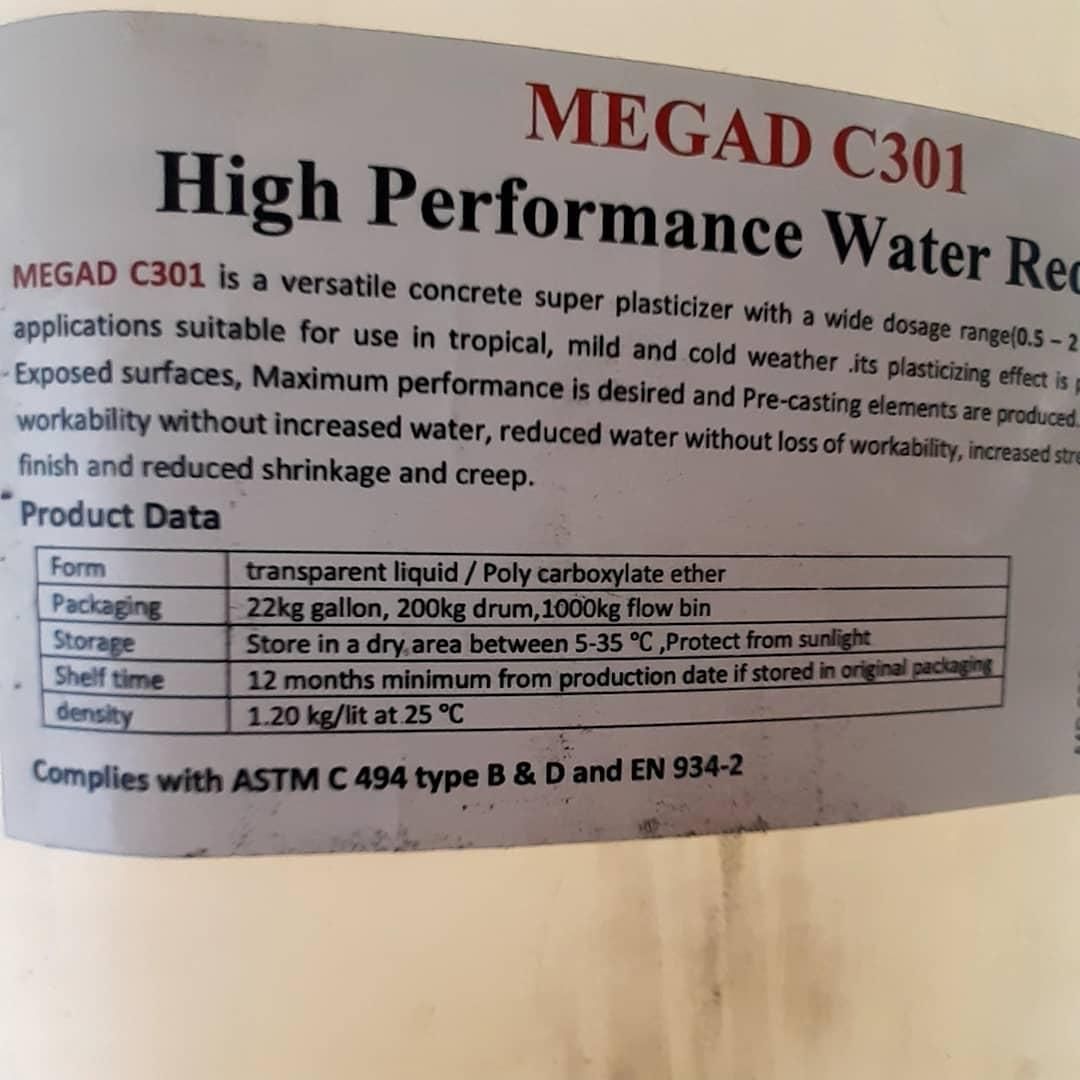 MEGAD C301
High Performance Water
MEGAD C301 is a versatile concrete super plasticizer with a wide dosage range(0.5 – 2
applications suitable for use in tropical, mild and cold weather .its plasticizing effect is
Exposed surfaces, Maximum performance is desired and Pre-casting elements are produced.
workability without increased water, reduced water without loss of workability, increased
finish and reduced shrinkage and creep.
Product Data
Form transparent liquid / Poly carboxylate ether
Packaging 22kg gallon, 200kg drum,1000kg flow bin
Storage Store in a dry area between 5-35 °C ,Protect from sunlight
Shelf time 12 months minimum from production date if stored in original packaging
density 1.20 kg/lit at 25 °C
Complies with ASTM C 494 type B & D and EN 934-2